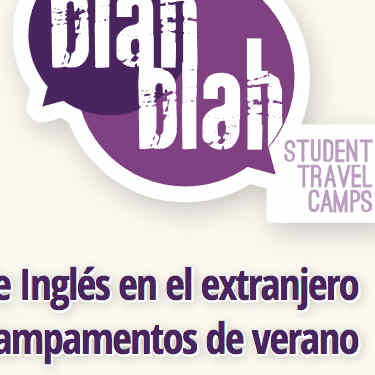 blah
blah
STUDENT
TRAVEL
CAMPS
e Inglés en el extranjero
ampamentos de verano